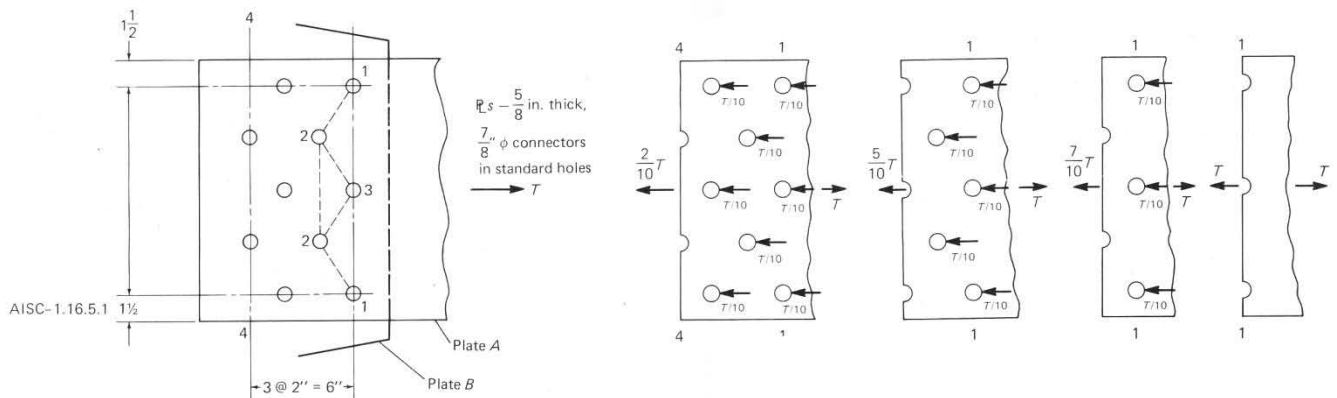 1 1/2
4
1
2
3
2
1
4
AISC-1.16.5.1 1½
3 @ 2" = 6"
Plate A
Plate B
PLs – 5/8 in. thick,
7/8" φ connectors
in standard holes
T
4 1
T/10 T/10
T/10
2/10 T
T/10 T/10 T
T/10
T/10 T/10
4 1
1
T/10
T/10
5/10 T
T/10 T
T/10
T/10
1
1
T/10
7/10 T
T/10 T
T/10
1
1
T T
1